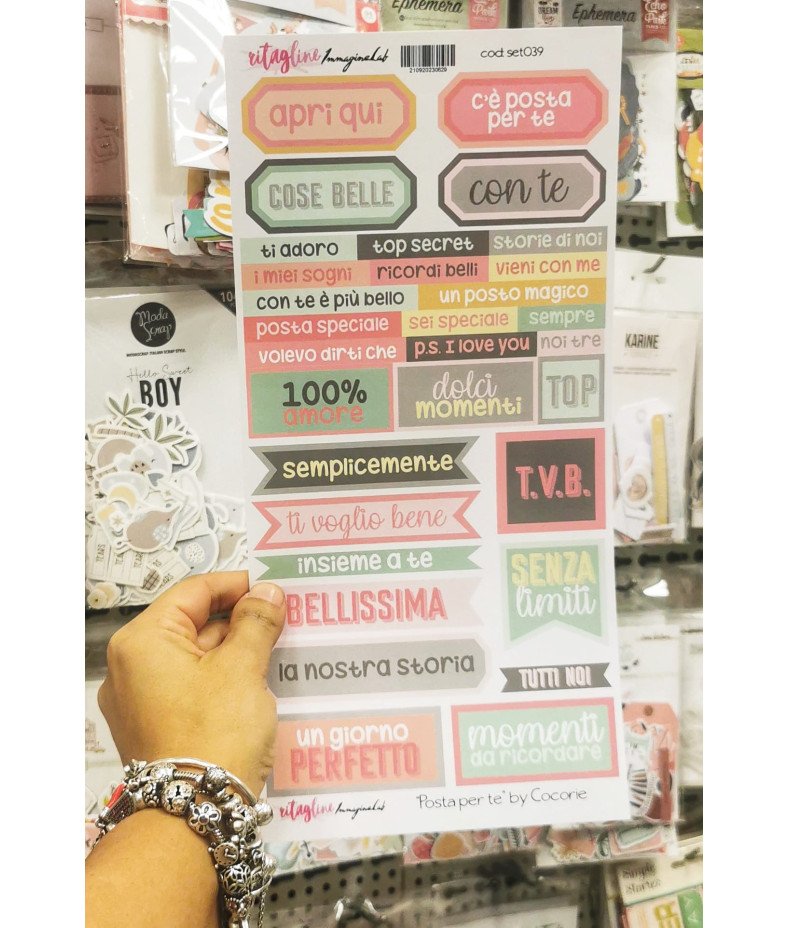 Ephemera
Ephemera
Echo Park
ritagline ImmagineLab
210920230629
cod: set039
apri qui
c'è posta
per te
COSE BELLE
con te
ti adoro
top secret
storie di noi
i miei sogni
ricordi belli
vieni con me
con te è più bello
un posto magico
posta speciale
sei speciale
sempre
volevo dirti che
p.s. I love you
noi tre
100%
amore
dolci
momenti
TOP
semplicemente
T.V.B.
ti voglio bene
insieme a te
SENZA
limiti
BELLISSIMA
la nostra storia
TUTTI NOI
un giorno
PERFETTO
momenti
da ricordare
ritagline ImmagineLab
"Posta per te" by Cocorie
Moda
Scrap
Hello Sweet
BOY
KARINE